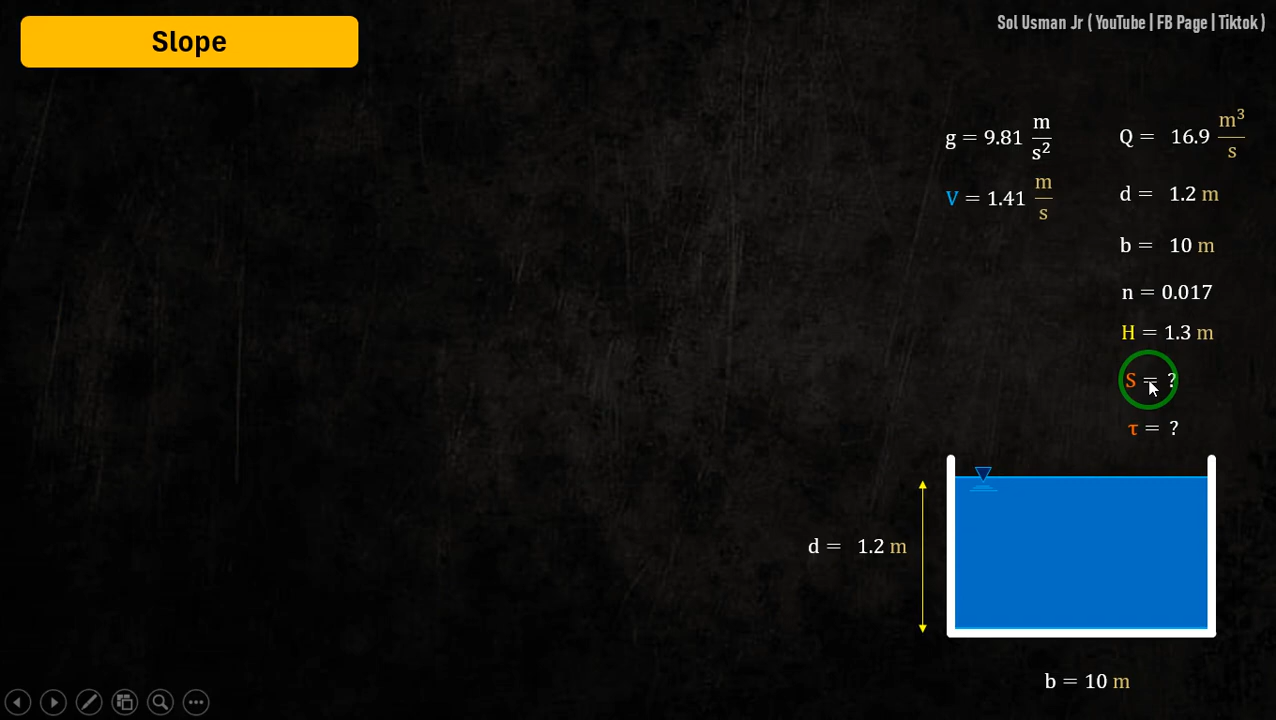 Slope
Sol Usman Jr ( YouTube | FB Page | Tiktok )
g = 9.81 m/s²
Q = 16.9 m³/s
V = 1.41 m/s
d = 1.2 m
b = 10 m
n = 0.017
H = 1.3 m
S = ?
τ = ?
d = 1.2 m
b = 10 m